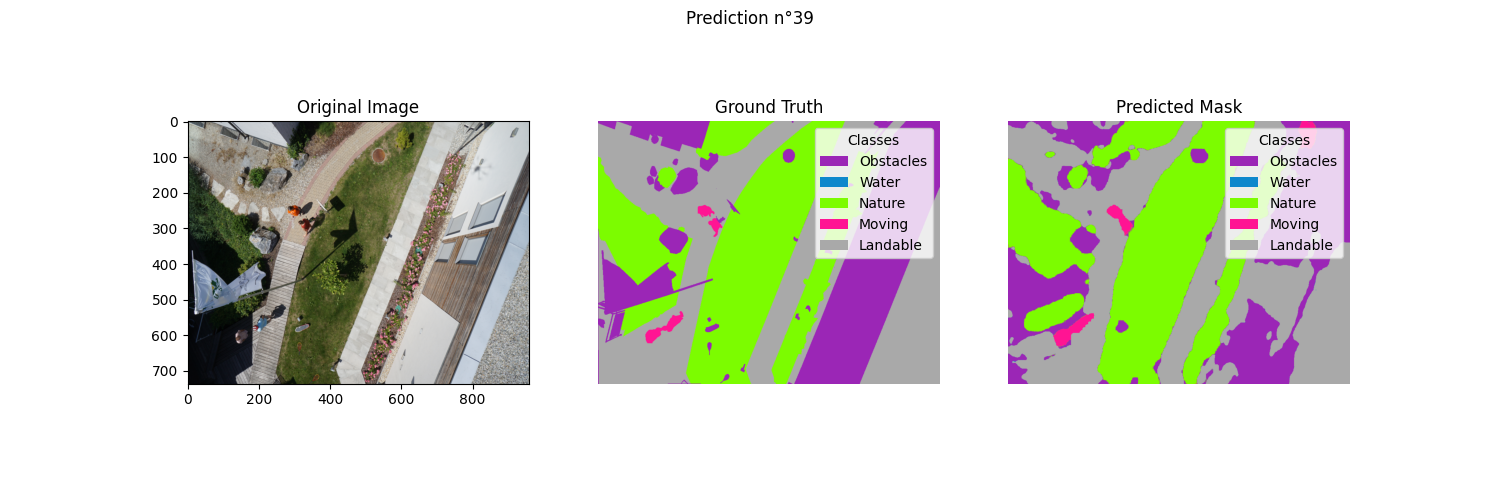 Prediction n°39
Original Image
0
100
200
300
400
500
600
700
0 200 400 600 800
Ground Truth
Classes
Obstacles
Water
Nature
Moving
Landable
Predicted Mask
Classes
Obstacles
Water
Nature
Moving
Landable